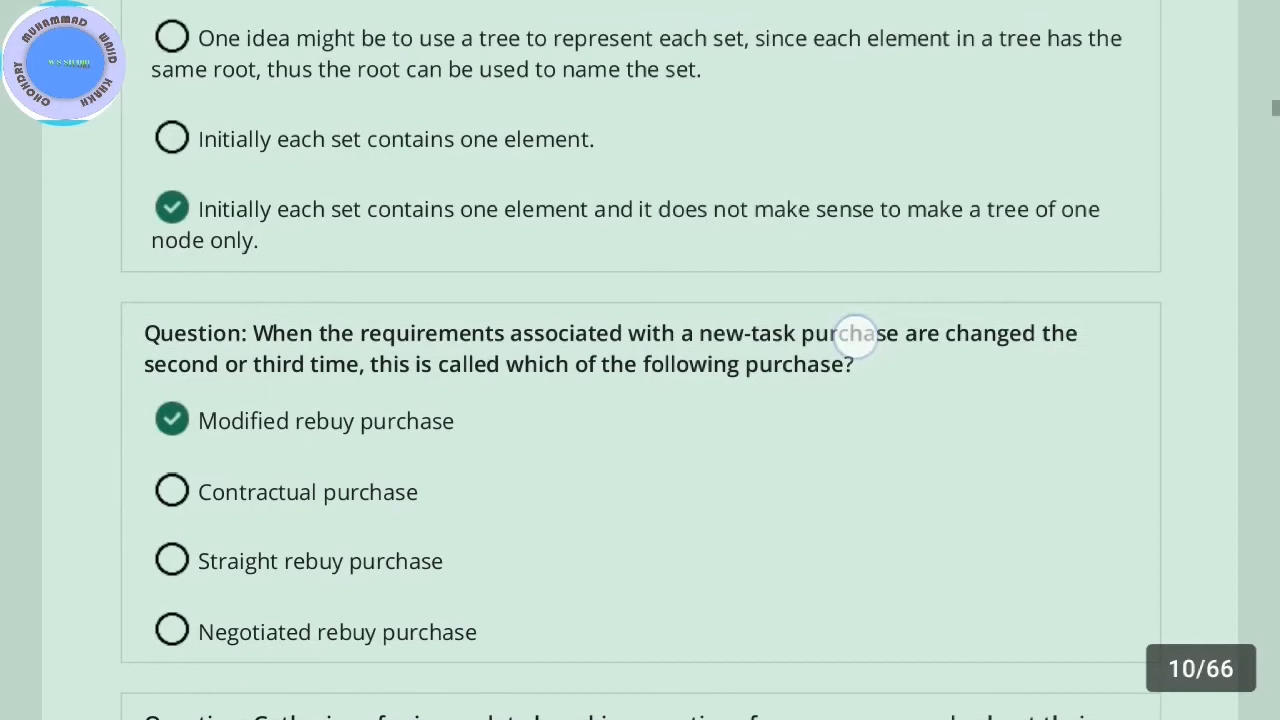 MUHAMMAD WAJID KHARN CHOHDRY
One idea might be to use a tree to represent each set, since each element in a tree has the
same root, thus the root can be used to name the set.
Initially each set contains one element.
Initially each set contains one element and it does not make sense to make a tree of one
node only.
Question: When the requirements associated with a new-task purchase are changed the
second or third time, this is called which of the following purchase?
Modified rebuy purchase
Contractual purchase
Straight rebuy purchase
Negotiated rebuy purchase
10/66